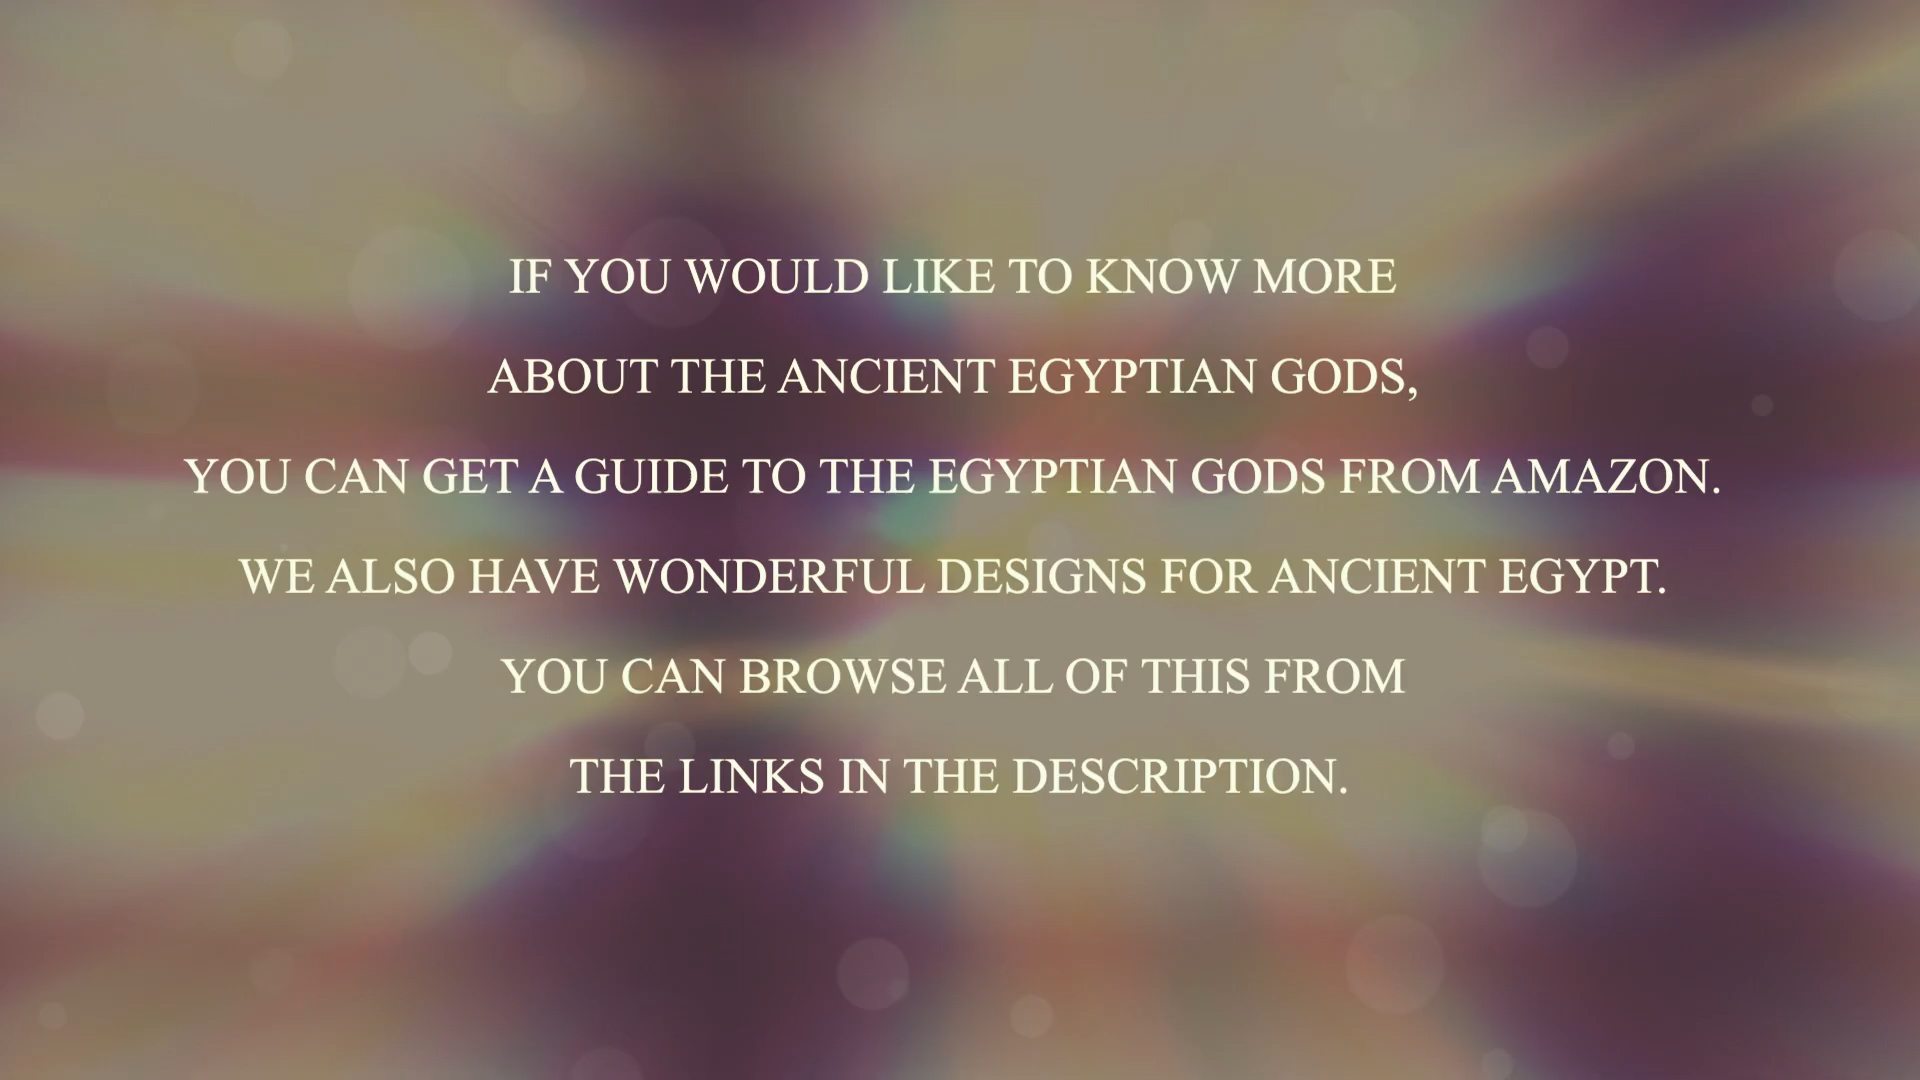 IF YOU WOULD LIKE TO KNOW MORE
ABOUT THE ANCIENT EGYPTIAN GODS,
YOU CAN GET A GUIDE TO THE EGYPTIAN GODS FROM AMAZON.
WE ALSO HAVE WONDERFUL DESIGNS FOR ANCIENT EGYPT.
YOU CAN BROWSE ALL OF THIS FROM
THE LINKS IN THE DESCRIPTION.